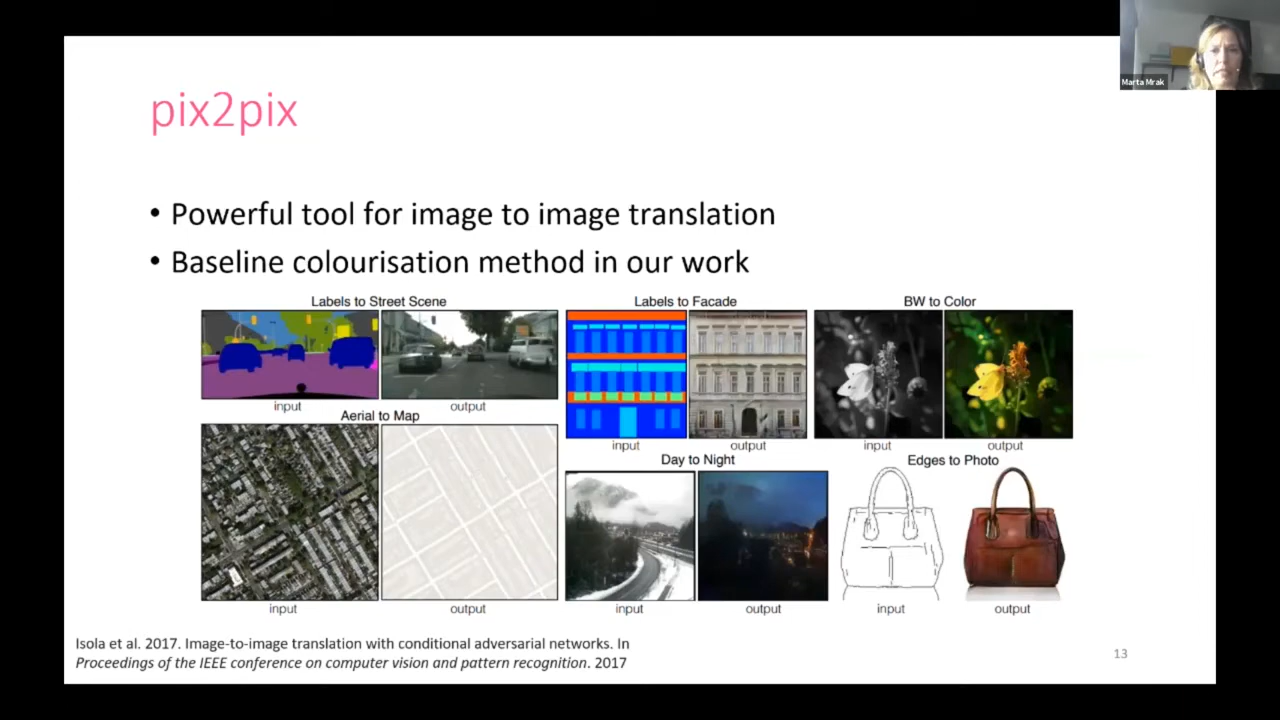 Marta Mrak
pix2pix
• Powerful tool for image to image translation
• Baseline colourisation method in our work
Labels to Street Scene
input
output
Aerial to Map
input
output
Labels to Facade
input
output
Day to Night
input
output
BW to Color
input
output
Edges to Photo
input
output
Isola et al. 2017. Image-to-image translation with conditional adversarial networks. In
Proceedings of the IEEE conference on computer vision and pattern recognition. 2017
13